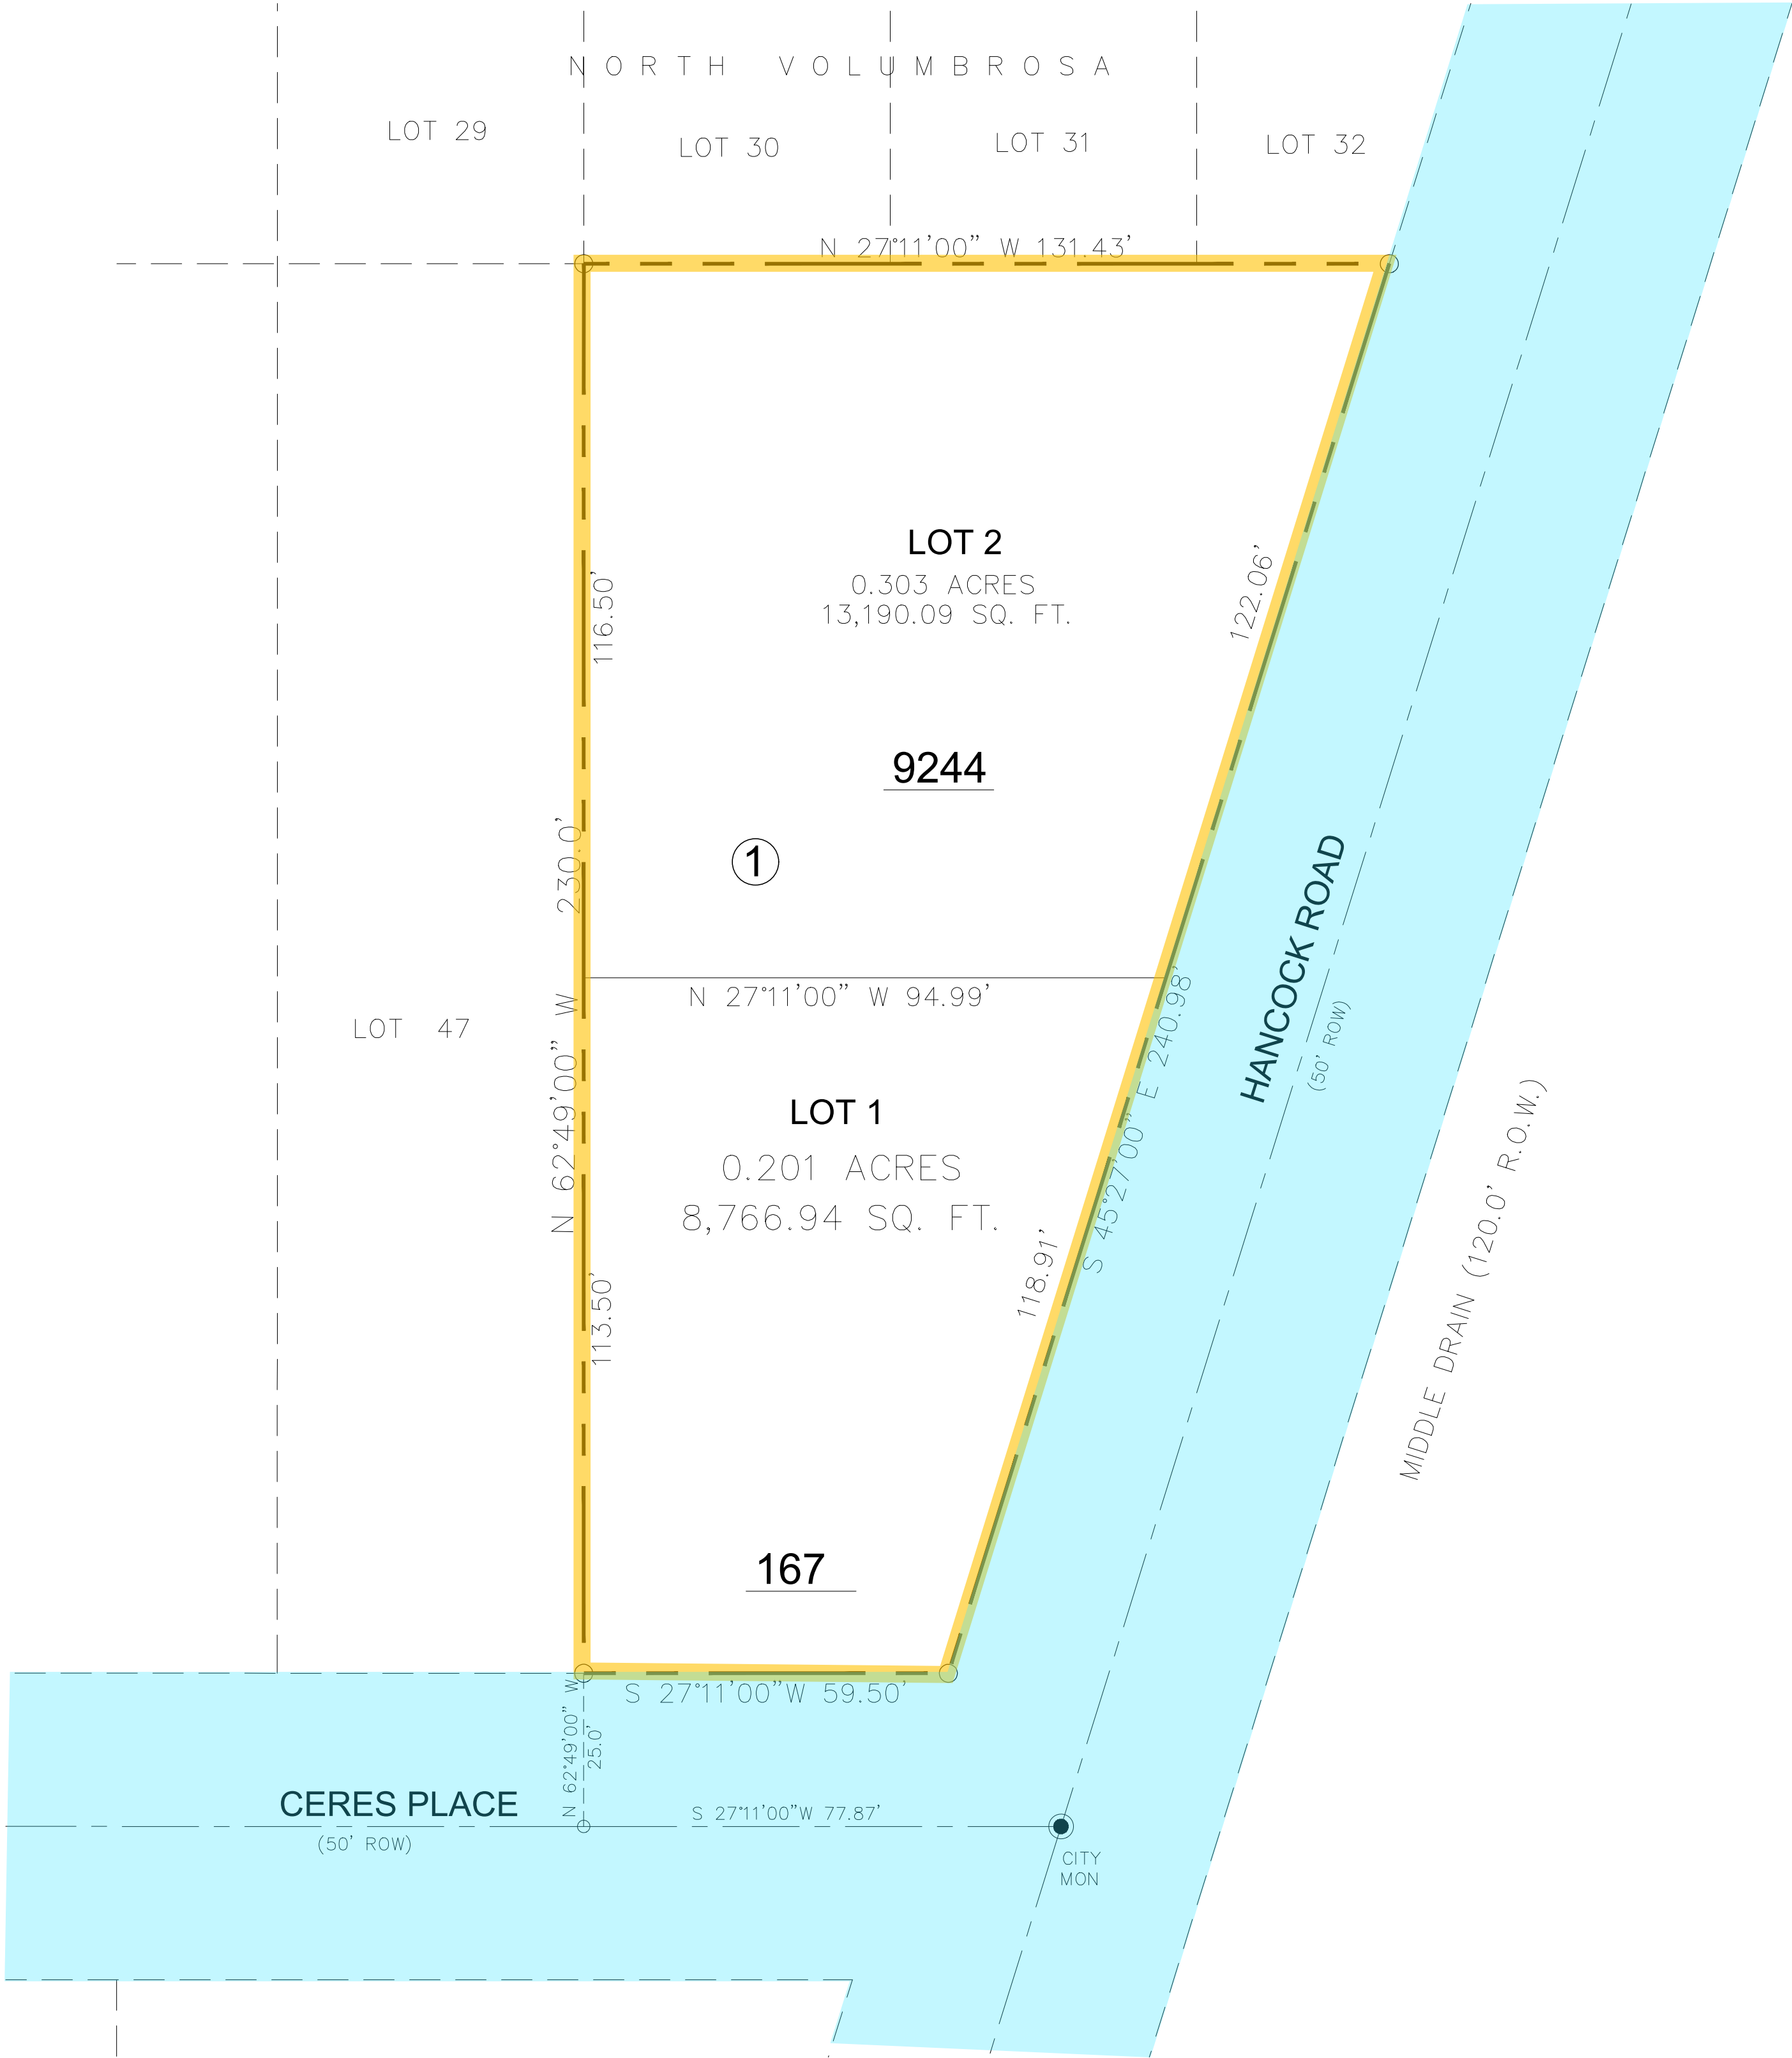 NORTH VOLUMBROSA
LOT 29
LOT 30
LOT 31
LOT 32
N 27°11'00" W 131.43'
LOT 2
0.303 ACRES
13,190.09 SQ. FT.
116.50'
122.06'
9244
1
230.0'
N 62°49'00" W
N 27°11'00" W 94.99'
S 45°27'00" E 240.98'
HANCOCK ROAD
(50' ROW)
LOT 47
LOT 1
0.201 ACRES
8,766.94 SQ. FT.
113.50'
118.91'
MIDDLE DRAIN (120.0' R.O.W.)
167
S 27°11'00"W 59.50'
N 62°49'00" W
25.0'
CERES PLACE
(50' ROW)
S 27°11'00"W 77.87'
CITY
MON